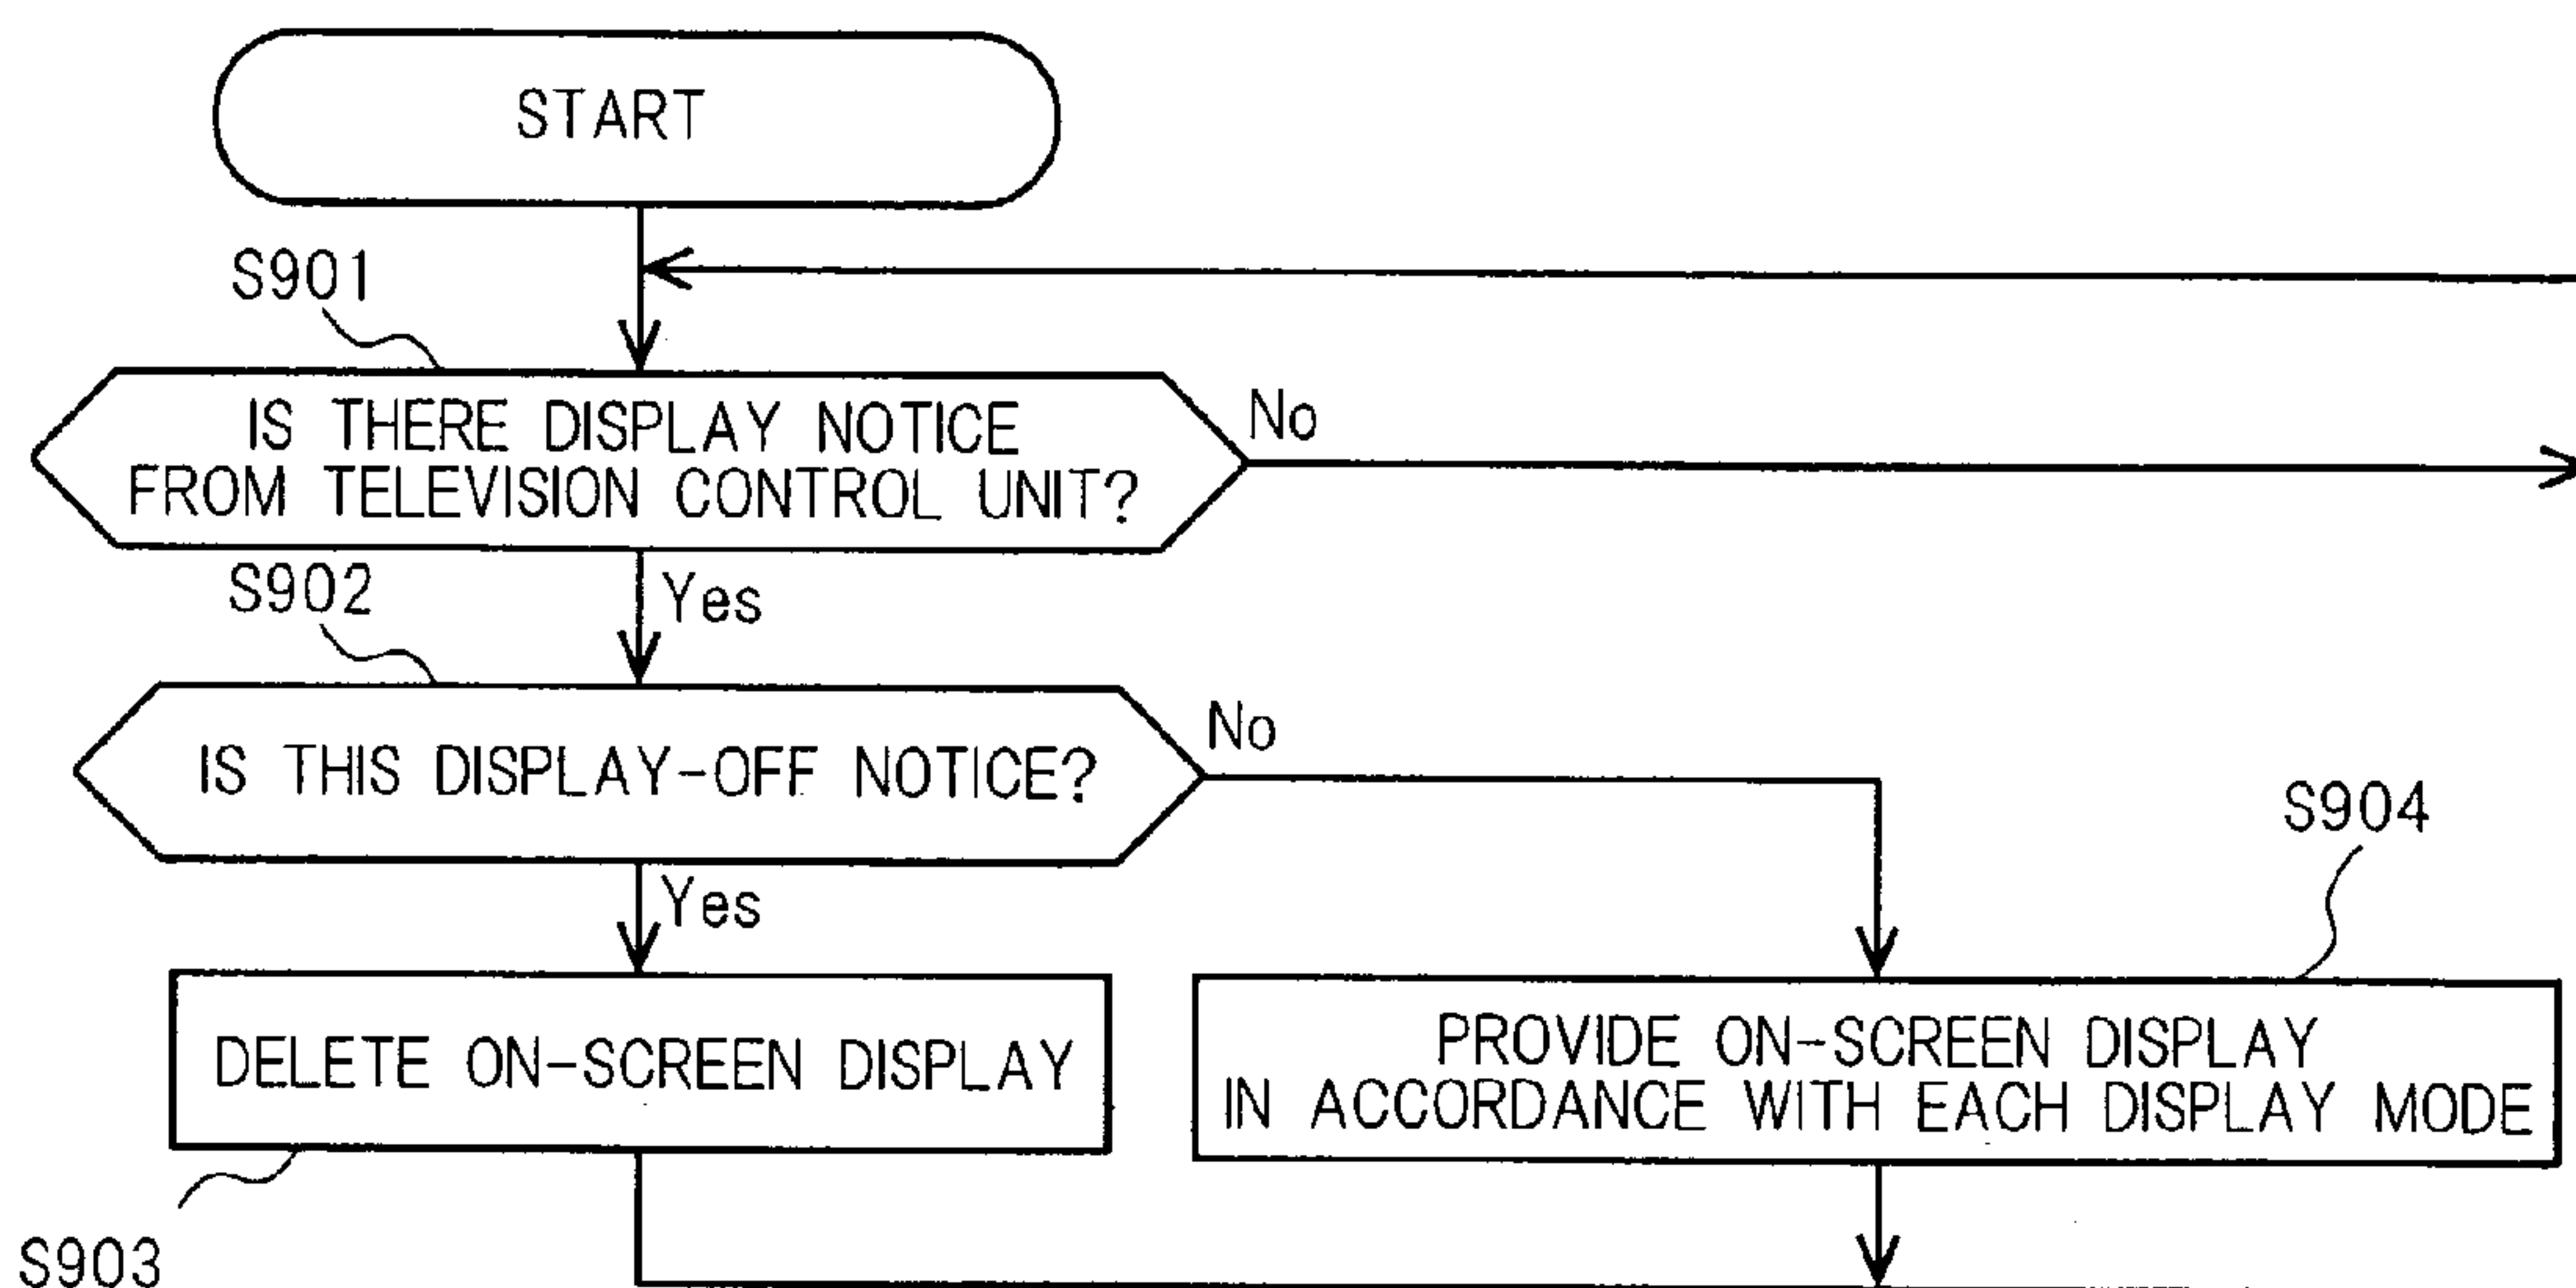 START
S901
IS THERE DISPLAY NOTICE
FROM TELEVISION CONTROL UNIT?
No
Yes
S902
IS THIS DISPLAY-OFF NOTICE?
No
Yes
S904
DELETE ON-SCREEN DISPLAY
PROVIDE ON-SCREEN DISPLAY
IN ACCORDANCE WITH EACH DISPLAY MODE
S903